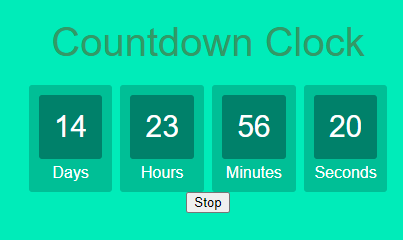 Countdown Clock
14 23 56 20
Days Hours Minutes Seconds
Stop